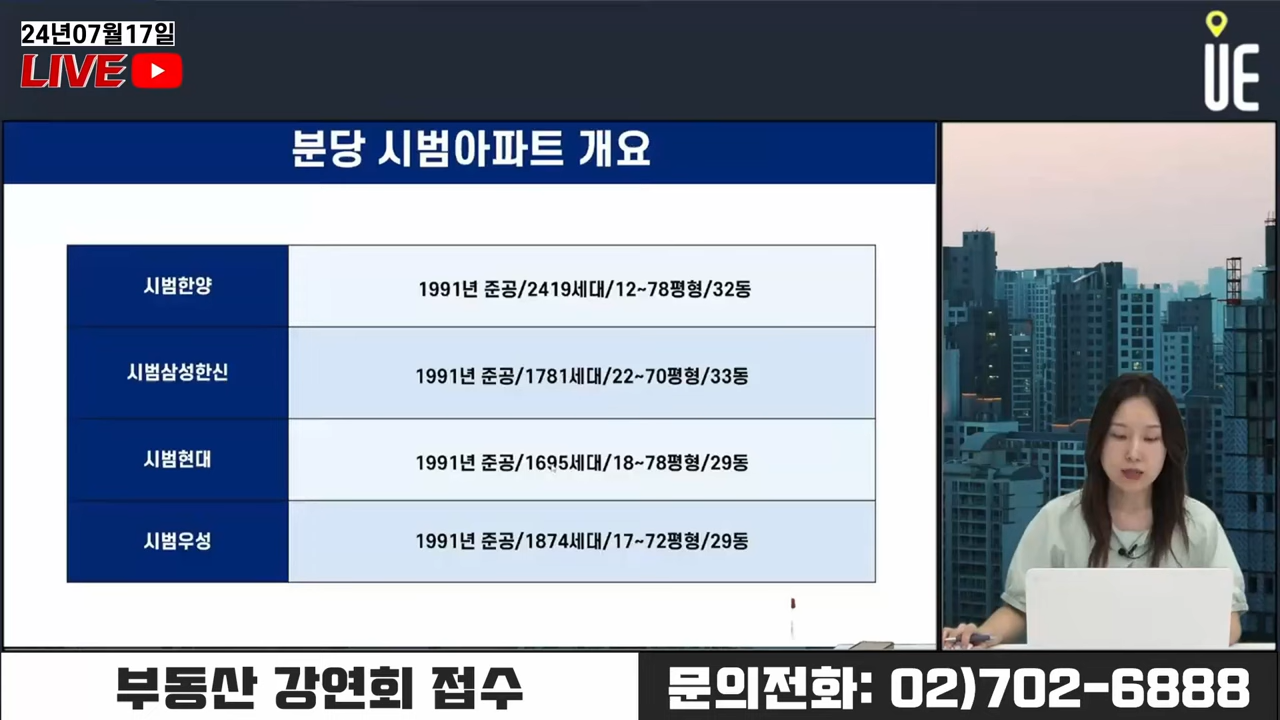 24년07월17일
LIVE
UE
분당 시범아파트 개요
시범한양
1991년 준공/2419세대/12~78평형/32동
시범삼성한신
1991년 준공/1781세대/22~70평형/33동
시범현대
1991년 준공/1695세대/18~78평형/29동
시범우성
1991년 준공/1874세대/17~72평형/29동
부동산 강연회 접수
문의전화: 02)702-6888